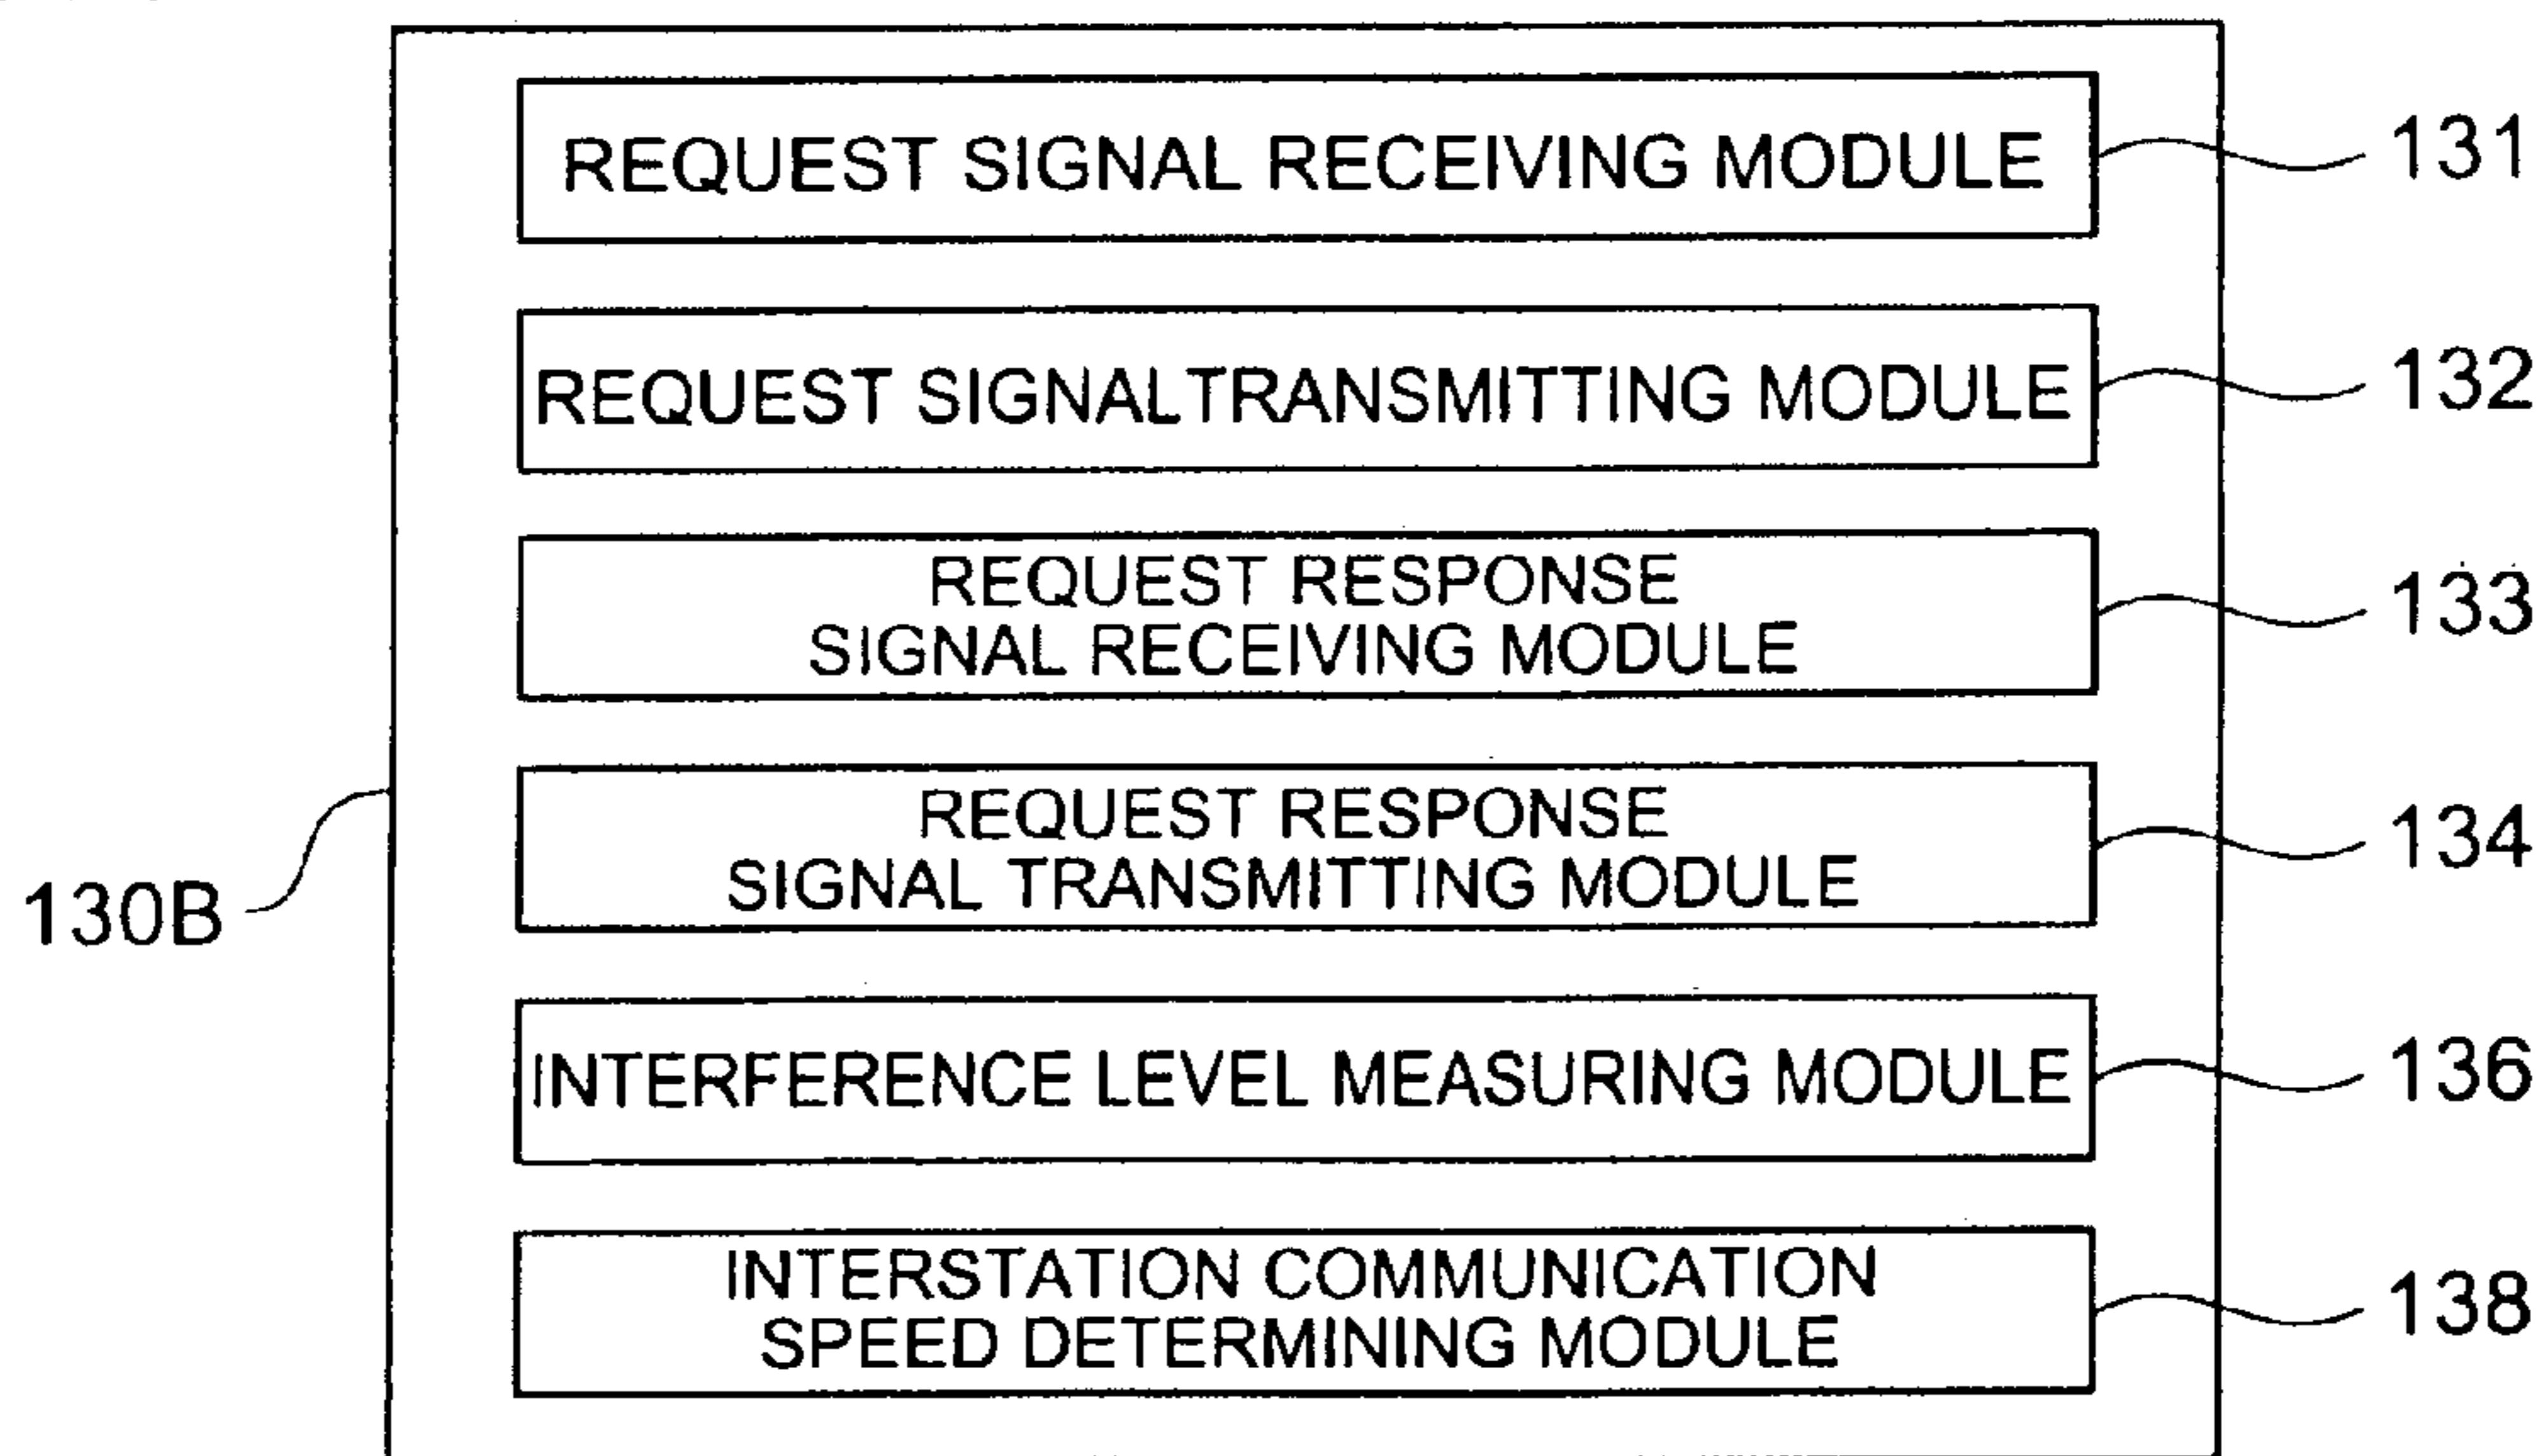 REQUEST SIGNAL RECEIVING MODULE
131
REQUEST SIGNALTRANSMITTING MODULE
132
REQUEST RESPONSE
SIGNAL RECEIVING MODULE
133
REQUEST RESPONSE
SIGNAL TRANSMITTING MODULE
134
130B
INTERFERENCE LEVEL MEASURING MODULE
136
INTERSTATION COMMUNICATION
SPEED DETERMINING MODULE
138